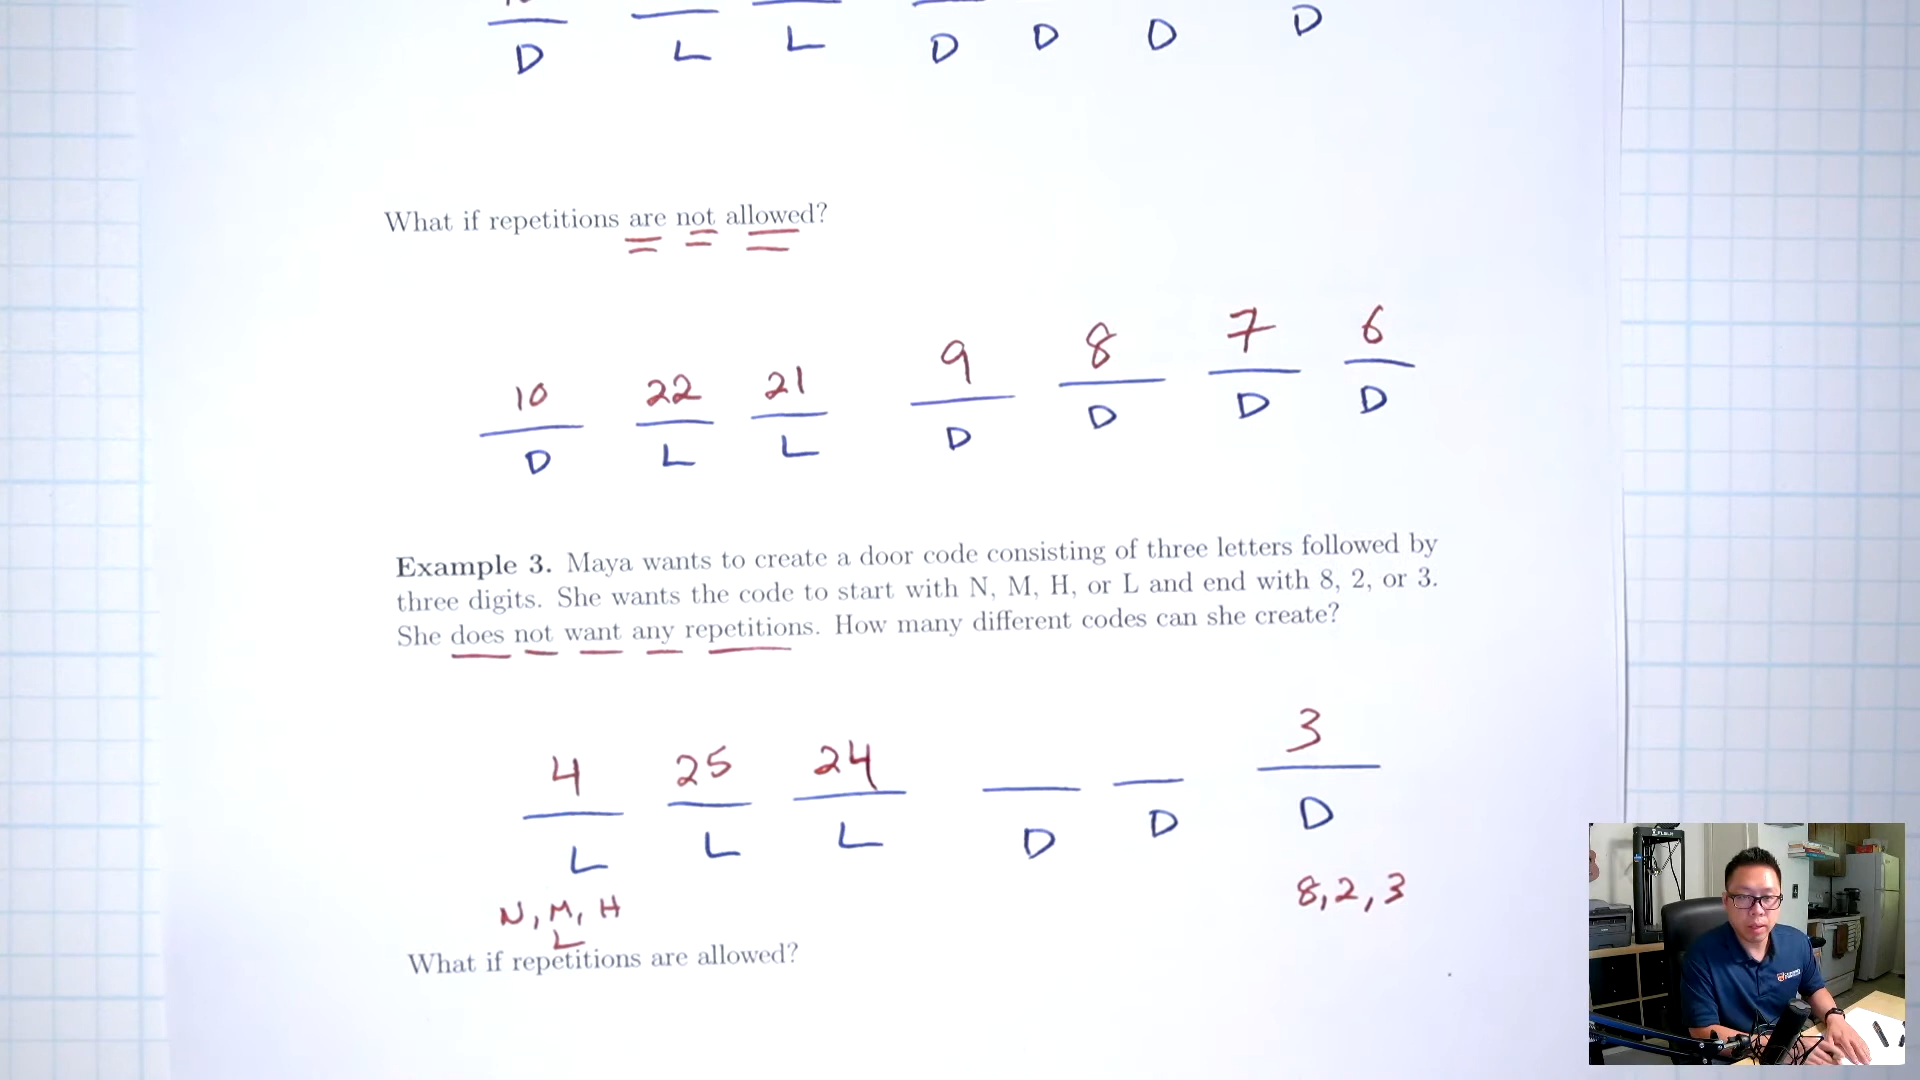 D L L D D D D
What if repetitions are not allowed?
10 22 21 9 8 7 6
D L L D D D D
Example 3. Maya wants to create a door code consisting of three letters followed by
three digits. She wants the code to start with N, M, H, or L and end with 8, 2, or 3.
She does not want any repetitions. How many different codes can she create?
4 25 24 3
L L L D D D
N, M, H 8, 2, 3
L
What if repetitions are allowed?